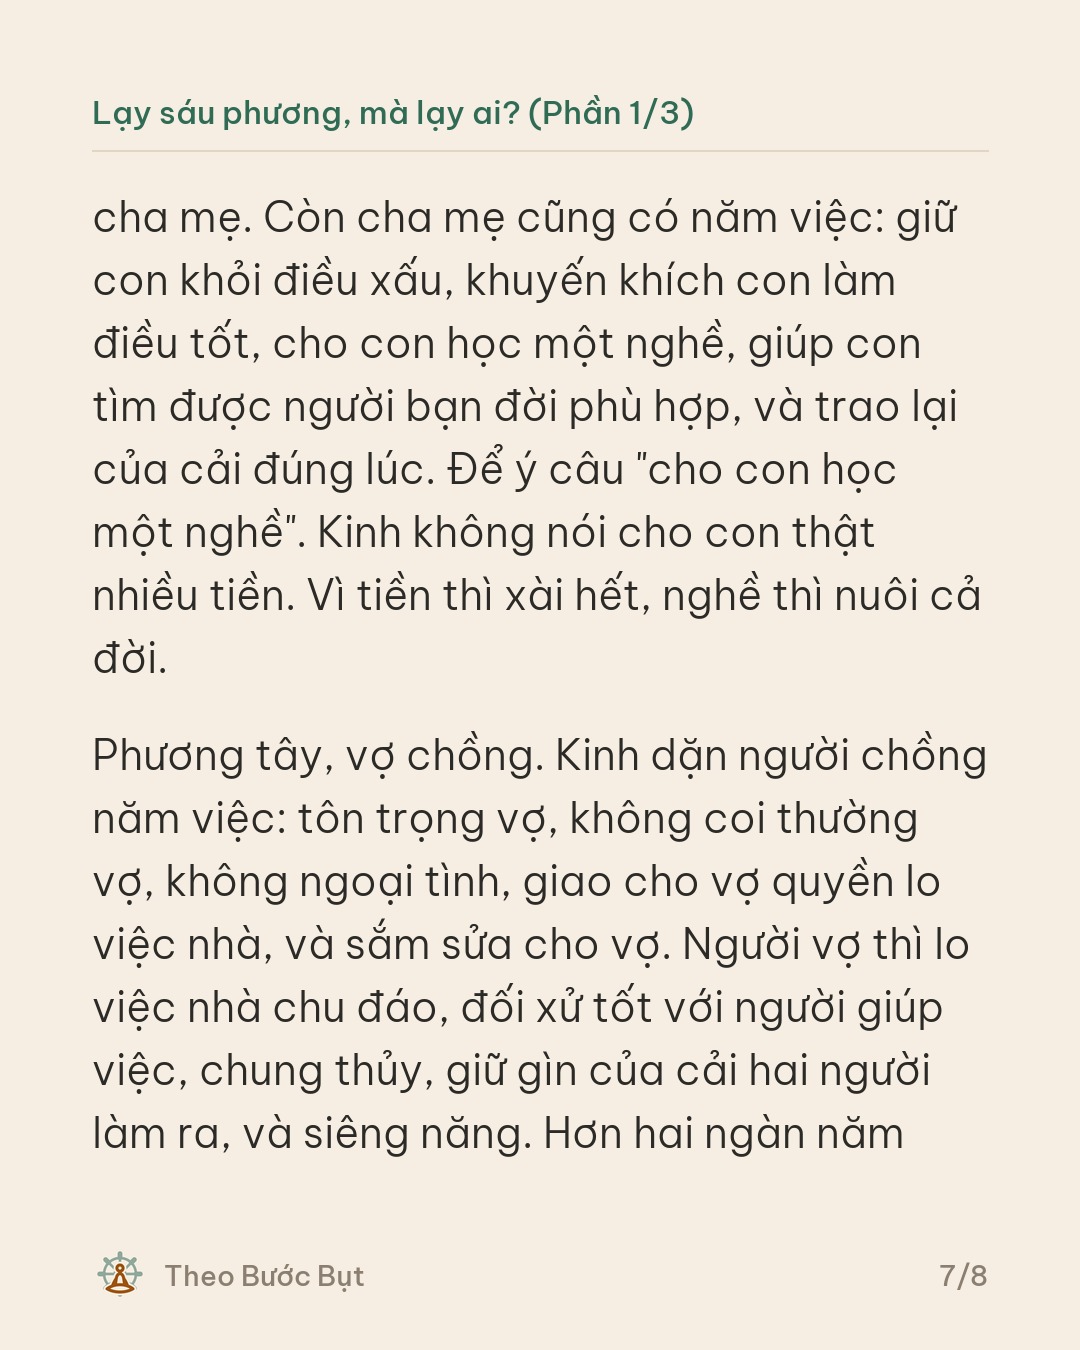 Lạy sáu phương, mà lạy ai? (Phần 1/3)
cha mẹ. Còn cha mẹ cũng có năm việc: giữ
con khỏi điều xấu, khuyến khích con làm
điều tốt, cho con học một nghề, giúp con
tìm được người bạn đời phù hợp, và trao lại
của cải đúng lúc. Để ý câu "cho con học
một nghề". Kinh không nói cho con thật
nhiều tiền. Vì tiền thì xài hết, nghề thì nuôi cả
đời.
Phương tây, vợ chồng. Kinh dặn người chồng
năm việc: tôn trọng vợ, không coi thường
vợ, không ngoại tình, giao cho vợ quyền lo
việc nhà, và sắm sửa cho vợ. Người vợ thì lo
việc nhà chu đáo, đối xử tốt với người giúp
việc, chung thủy, giữ gìn của cải hai người
làm ra, và siêng năng. Hơn hai ngàn năm
Theo Bước Bụt
7/8